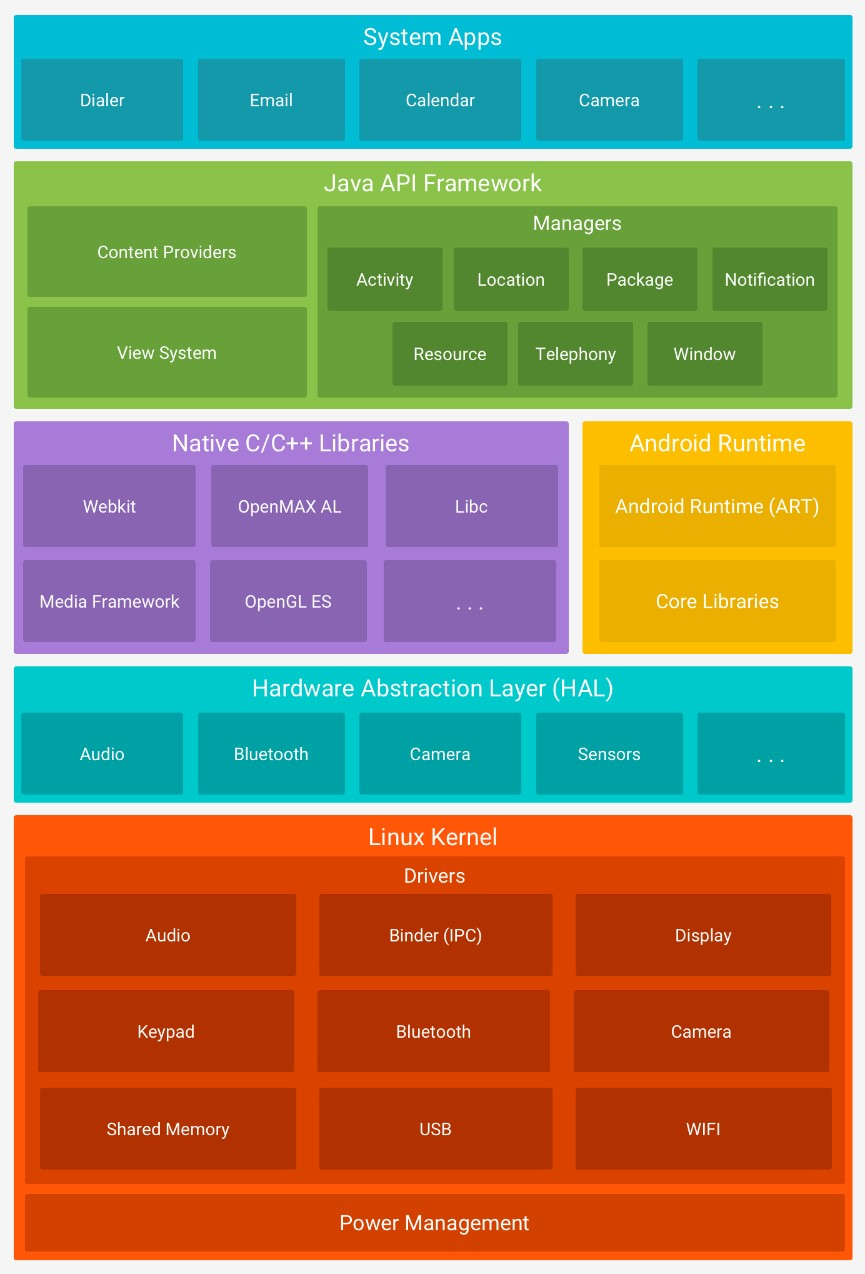 System Apps
Dialer
Email
Calendar
Camera
. . .
Java API Framework
Content Providers
View System
Managers
Activity
Location
Package
Notification
Resource
Telephony
Window
Native C/C++ Libraries
Webkit
OpenMAX AL
Libc
Media Framework
OpenGL ES
. . .
Android Runtime
Android Runtime (ART)
Core Libraries
Hardware Abstraction Layer (HAL)
Audio
Bluetooth
Camera
Sensors
. . .
Linux Kernel
Drivers
Audio
Binder (IPC)
Display
Keypad
Bluetooth
Camera
Shared Memory
USB
WIFI
Power Management